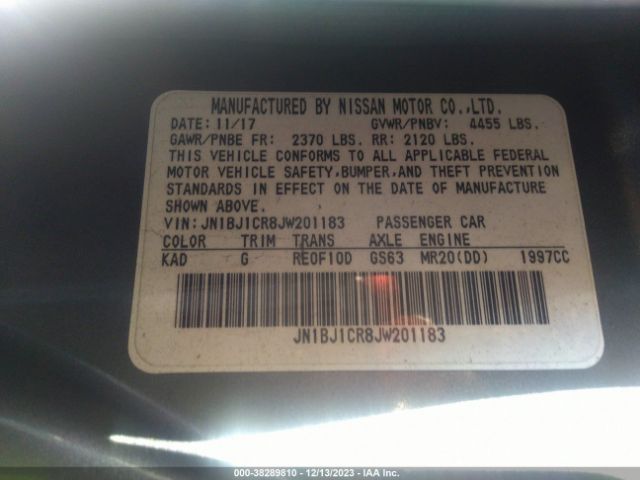 MANUFACTURED BY NISSAN MOTOR CO.,LTD.
DATE: 11/17 GVWR/PNBV: 4455 LBS.
GAWR/PNBE FR: 2370 LBS. RR: 2120 LBS.
THIS VEHICLE CONFORMS TO ALL APPLICABLE FEDERAL
MOTOR VEHICLE SAFETY,BUMPER,AND THEFT PREVENTION
STANDARDS IN EFFECT ON THE DATE OF MANUFACTURE
SHOWN ABOVE.
VIN: JN1BJ1CR8JW201183 PASSENGER CAR
COLOR TRIM TRANS AXLE ENGINE
KAD G RE0F10D GS63 MR20(DD) 1997CC
JN1BJ1CR8JW201183
000-38289810 - 12/13/2023 - IAA Inc.